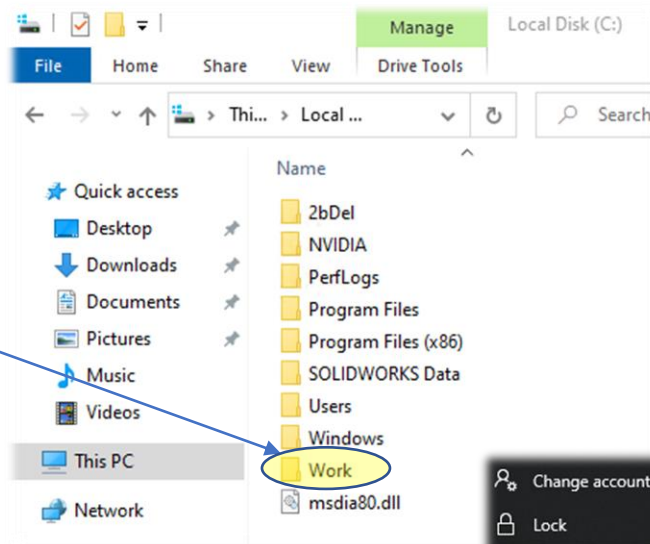 Manage
Local Disk (C:)
File Home Share View Drive Tools
Thi... > Local ...
Search
Name
Quick access
Desktop
Downloads
Documents
Pictures
Music
Videos
This PC
Network
2bDel
NVIDIA
PerfLogs
Program Files
Program Files (x86)
SOLIDWORKS Data
Users
Windows
Work
msdia80.dll
Change account
Lock